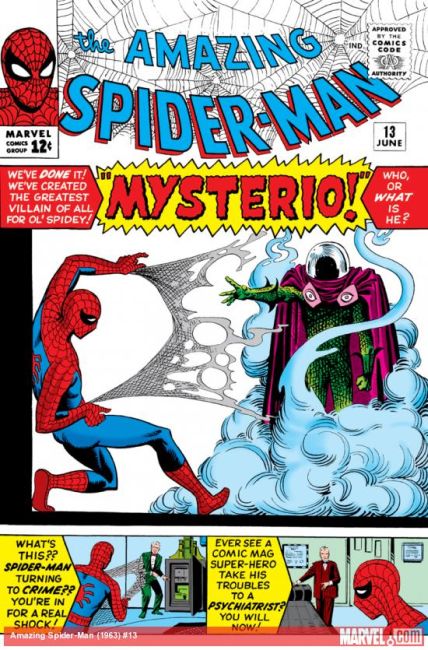 the AMAZING
SPIDER-MAN
IND.
APPROVED
BY THE
COMICS
CODE
AUTHORITY
MARVEL
COMICS
GROUP 12¢
13
JUNE
WE'VE DONE IT!
WE'VE CREATED
THE GREATEST
VILLAIN OF ALL
FOR OL' SPIDEY!
"MYSTERIO!"
WHO,
OR
WHAT
IS
HE?
WHAT'S
THIS??
SPIDER-MAN
TURNING
TO CRIME??
YOU'RE IN
FOR A REAL
SHOCK!
EVER SEE A
COMIC MAG
SUPER-HERO
TAKE HIS
TROUBLES
TO A
PSYCHIATRIST?
YOU WILL
NOW!
Amazing Spider-Man (1963) #13
MARVEL.COM